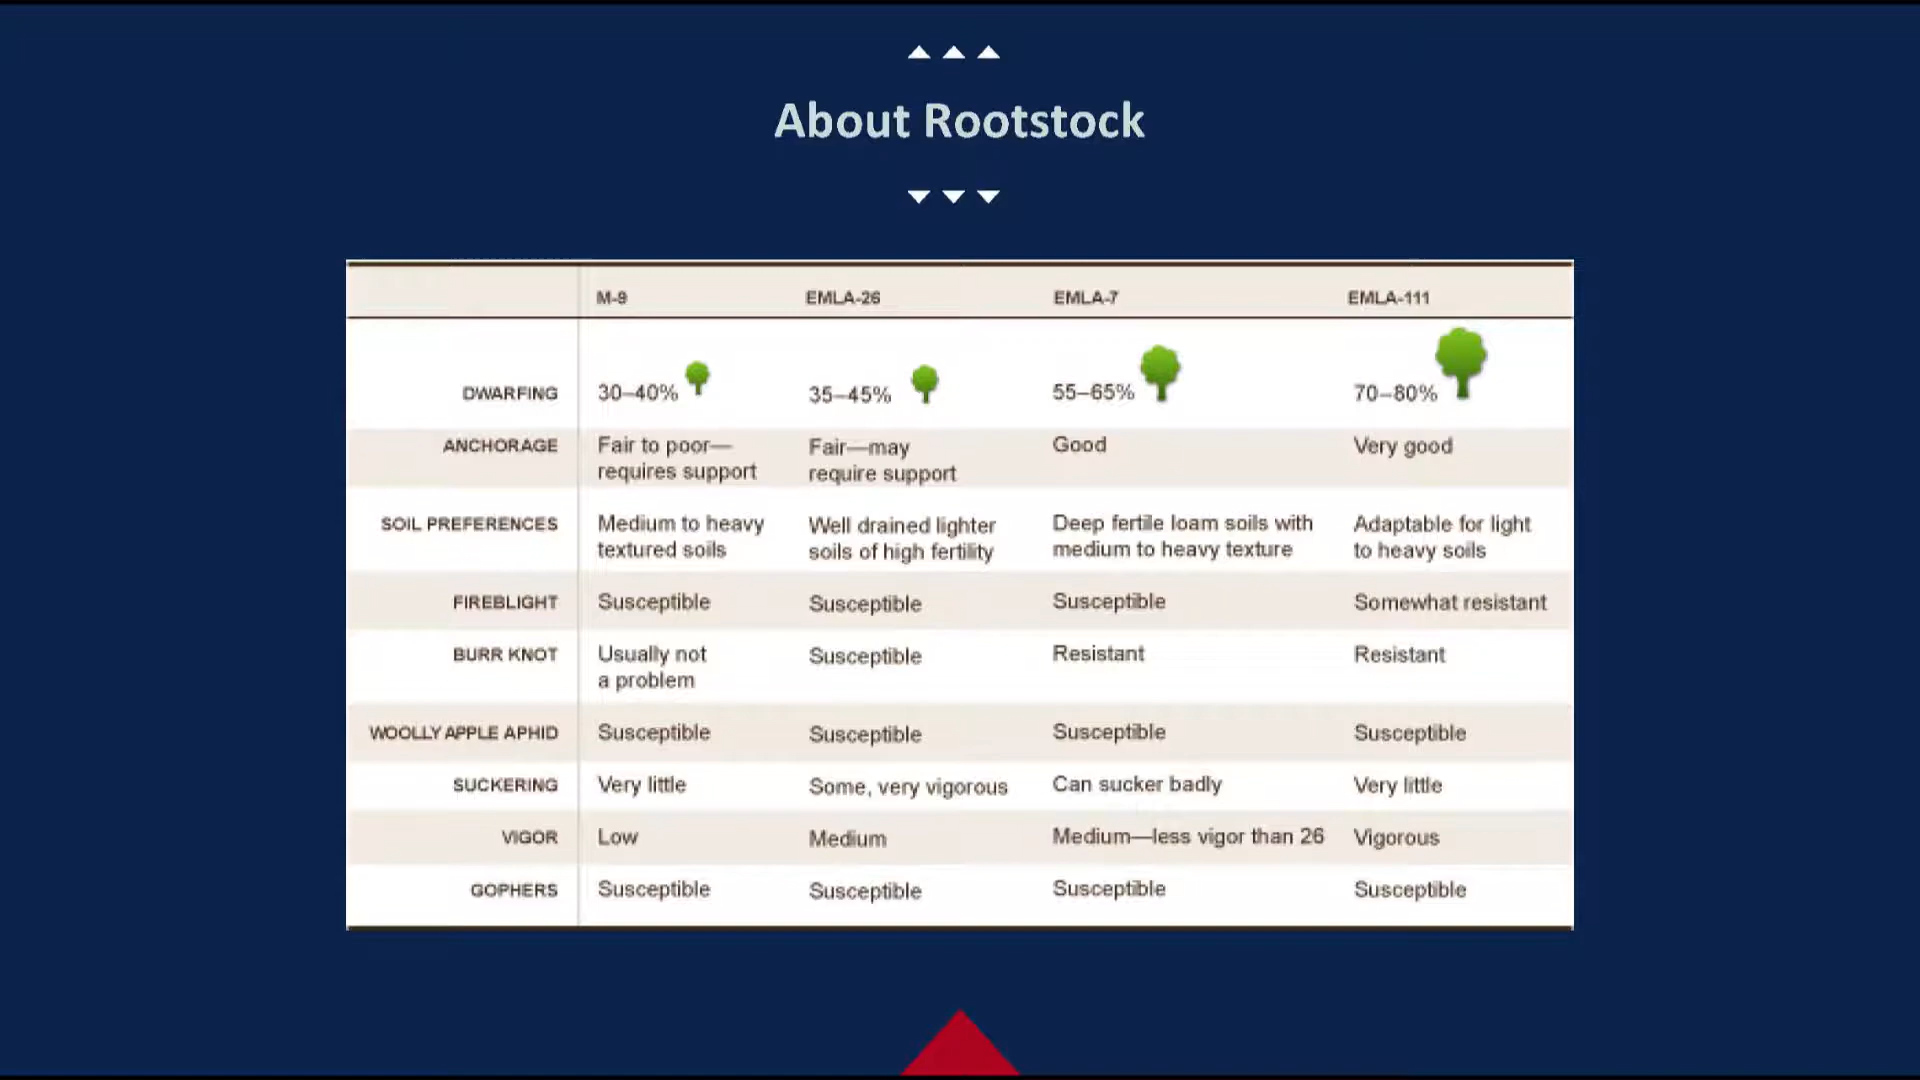 About Rootstock
M-9 EMLA-26 EMLA-7 EMLA-111
DWARFING 30–40% 35–45% 55–65% 70–80%
ANCHORAGE Fair to poor— Fair—may Good Very good
requires support require support
SOIL PREFERENCES Medium to heavy Well drained lighter Deep fertile loam soils with Adaptable for light
textured soils soils of high fertility medium to heavy texture to heavy soils
FIREBLIGHT Susceptible Susceptible Susceptible Somewhat resistant
BURR KNOT Usually not Susceptible Resistant Resistant
a problem
WOOLLY APPLE APHID Susceptible Susceptible Susceptible Susceptible
SUCKERING Very little Some, very vigorous Can sucker badly Very little
VIGOR Low Medium Medium—less vigor than 26 Vigorous
GOPHERS Susceptible Susceptible Susceptible Susceptible